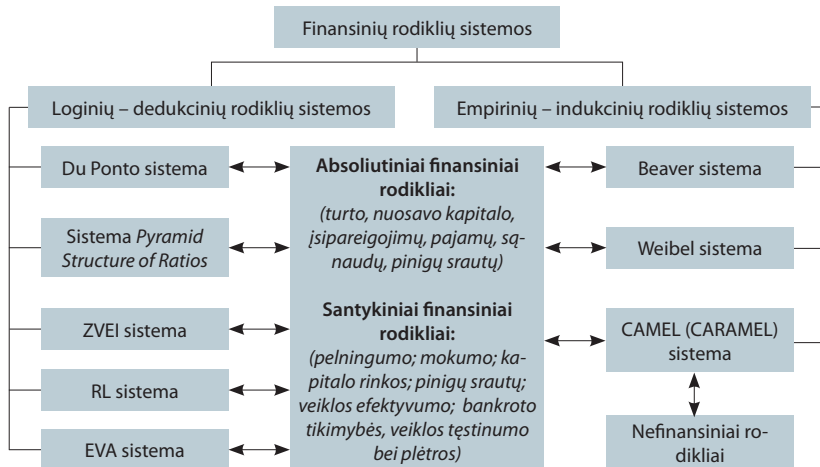 Finansinių rodiklių sistemos
Loginių – dedukcinių rodiklių sistemos
Empirinių – indukcinių rodiklių sistemos
Du Ponto sistema
Sistema Pyramid
Structure of Ratios
ZVEI sistema
RL sistema
EVA sistema
Absoliutiniai finansiniai
rodikliai:
(turto, nuosavo kapitalo,
įsipareigojimų, pajamų, są-
naudų, pinigų srautų)
Santykiniai finansiniai
rodikliai:
(pelningumo; mokumo; ka-
pitalo rinkos; pinigų srautų;
veiklos efektyvumo; bankroto
tikimybės, veiklos tęstinumo
bei plėtros)
Beaver sistema
Weibel sistema
CAMEL (CARAMEL)
sistema
Nefinansiniai ro-
dikliai